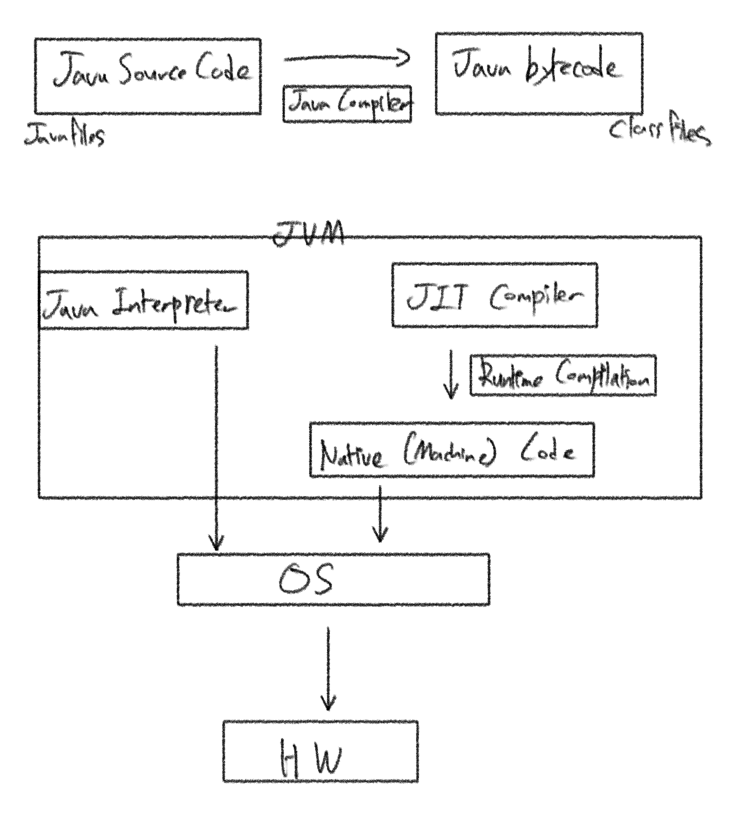 Java Source Code
Java Compiler
Java bytecode
Java files
Class files
JVM
Java Interpreter
JIT Compiler
Runtime Compilation
Native (Machine) Code
OS
HW